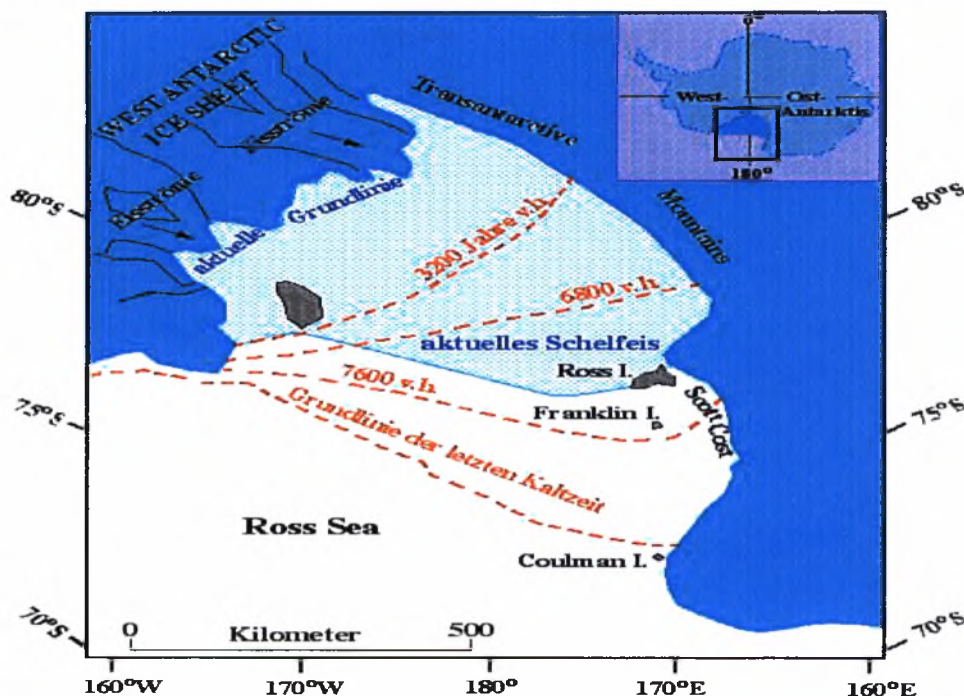 0°
West-
Ost-
Antarktis
180°
WEST ANTARCTIC
ICE SHEET
Eisströme
Eisströme
Transantarctive
Mountains
aktuelle Grundlinie
80°S
80°S
3200 Jahre v.h.
6800 v.h.
aktuelles Schelfeis
Ross I.
7600 v.h.
Franklin I.
Scott Cost
75°S
75°S
Grundlinie der letzten Kaltzeit
Ross Sea
Coulman I.
70°S
70°S
0 Kilometer 500
160°W 170°W 180° 170°E 160°E